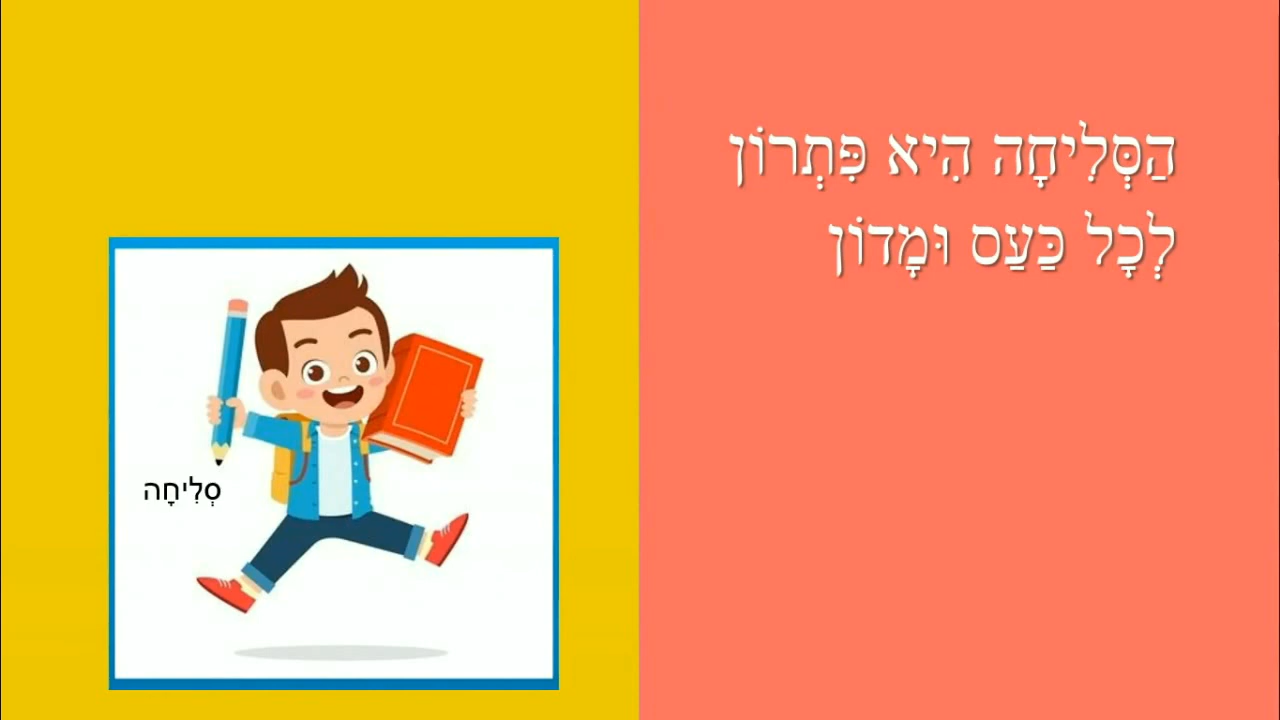 הַסְּלִיחָה הִיא פִּתְרוֹן
לְכָל כַּעַס וּמָדוֹן
סְלִיחָה